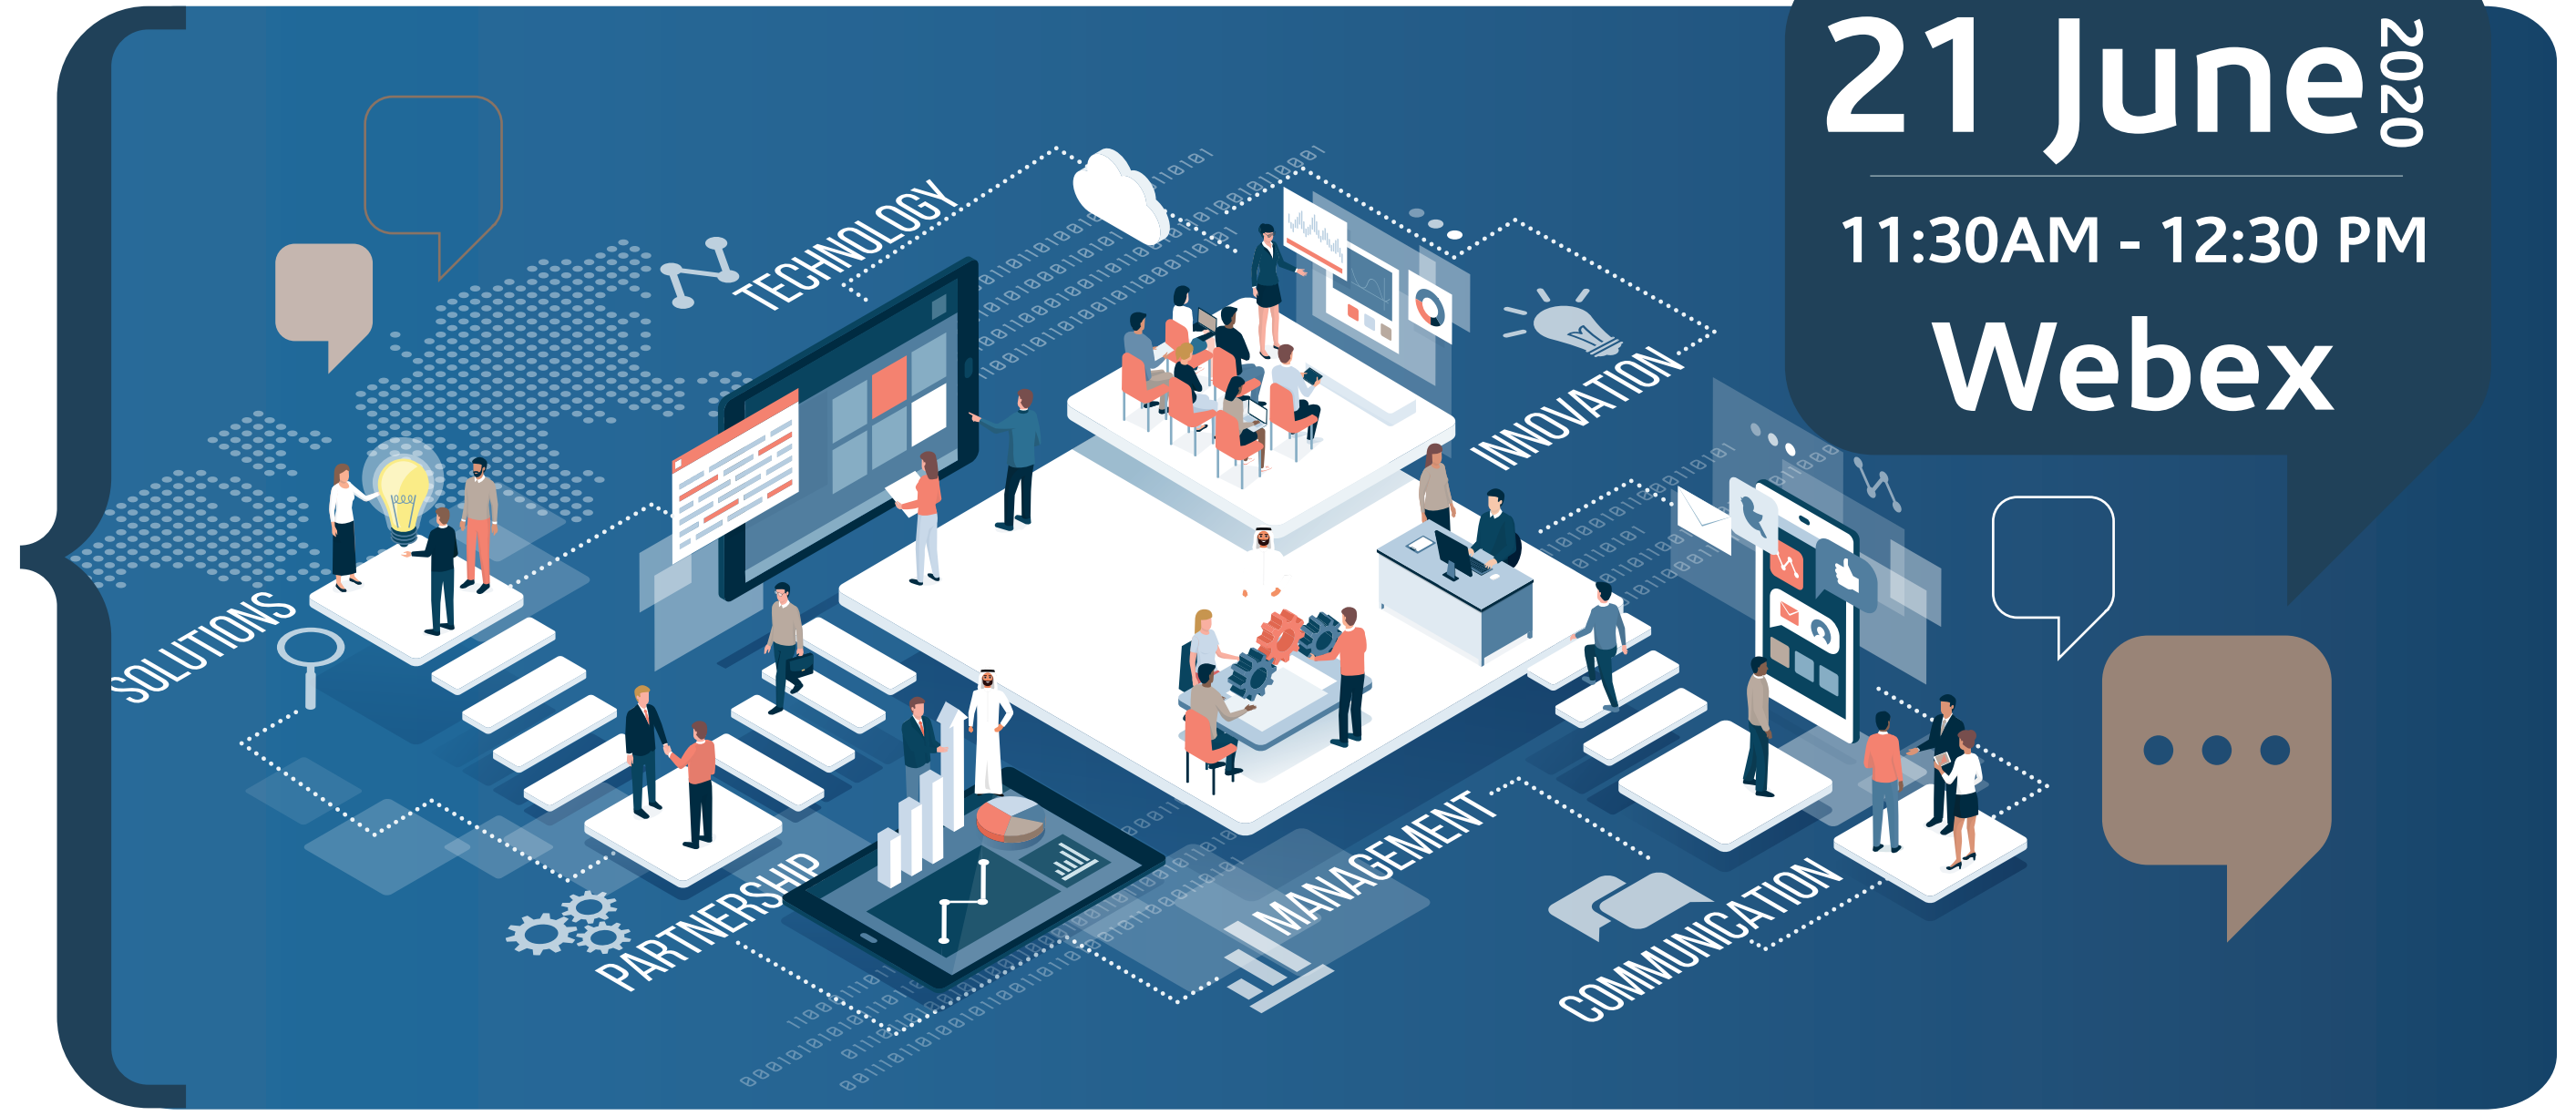 21 June 2020
11:30AM - 12:30 PM
Webex
TECHNOLOGY
INNOVATION
SOLUTIONS
PARTNERSHIP
MANAGEMENT
COMMUNICATION